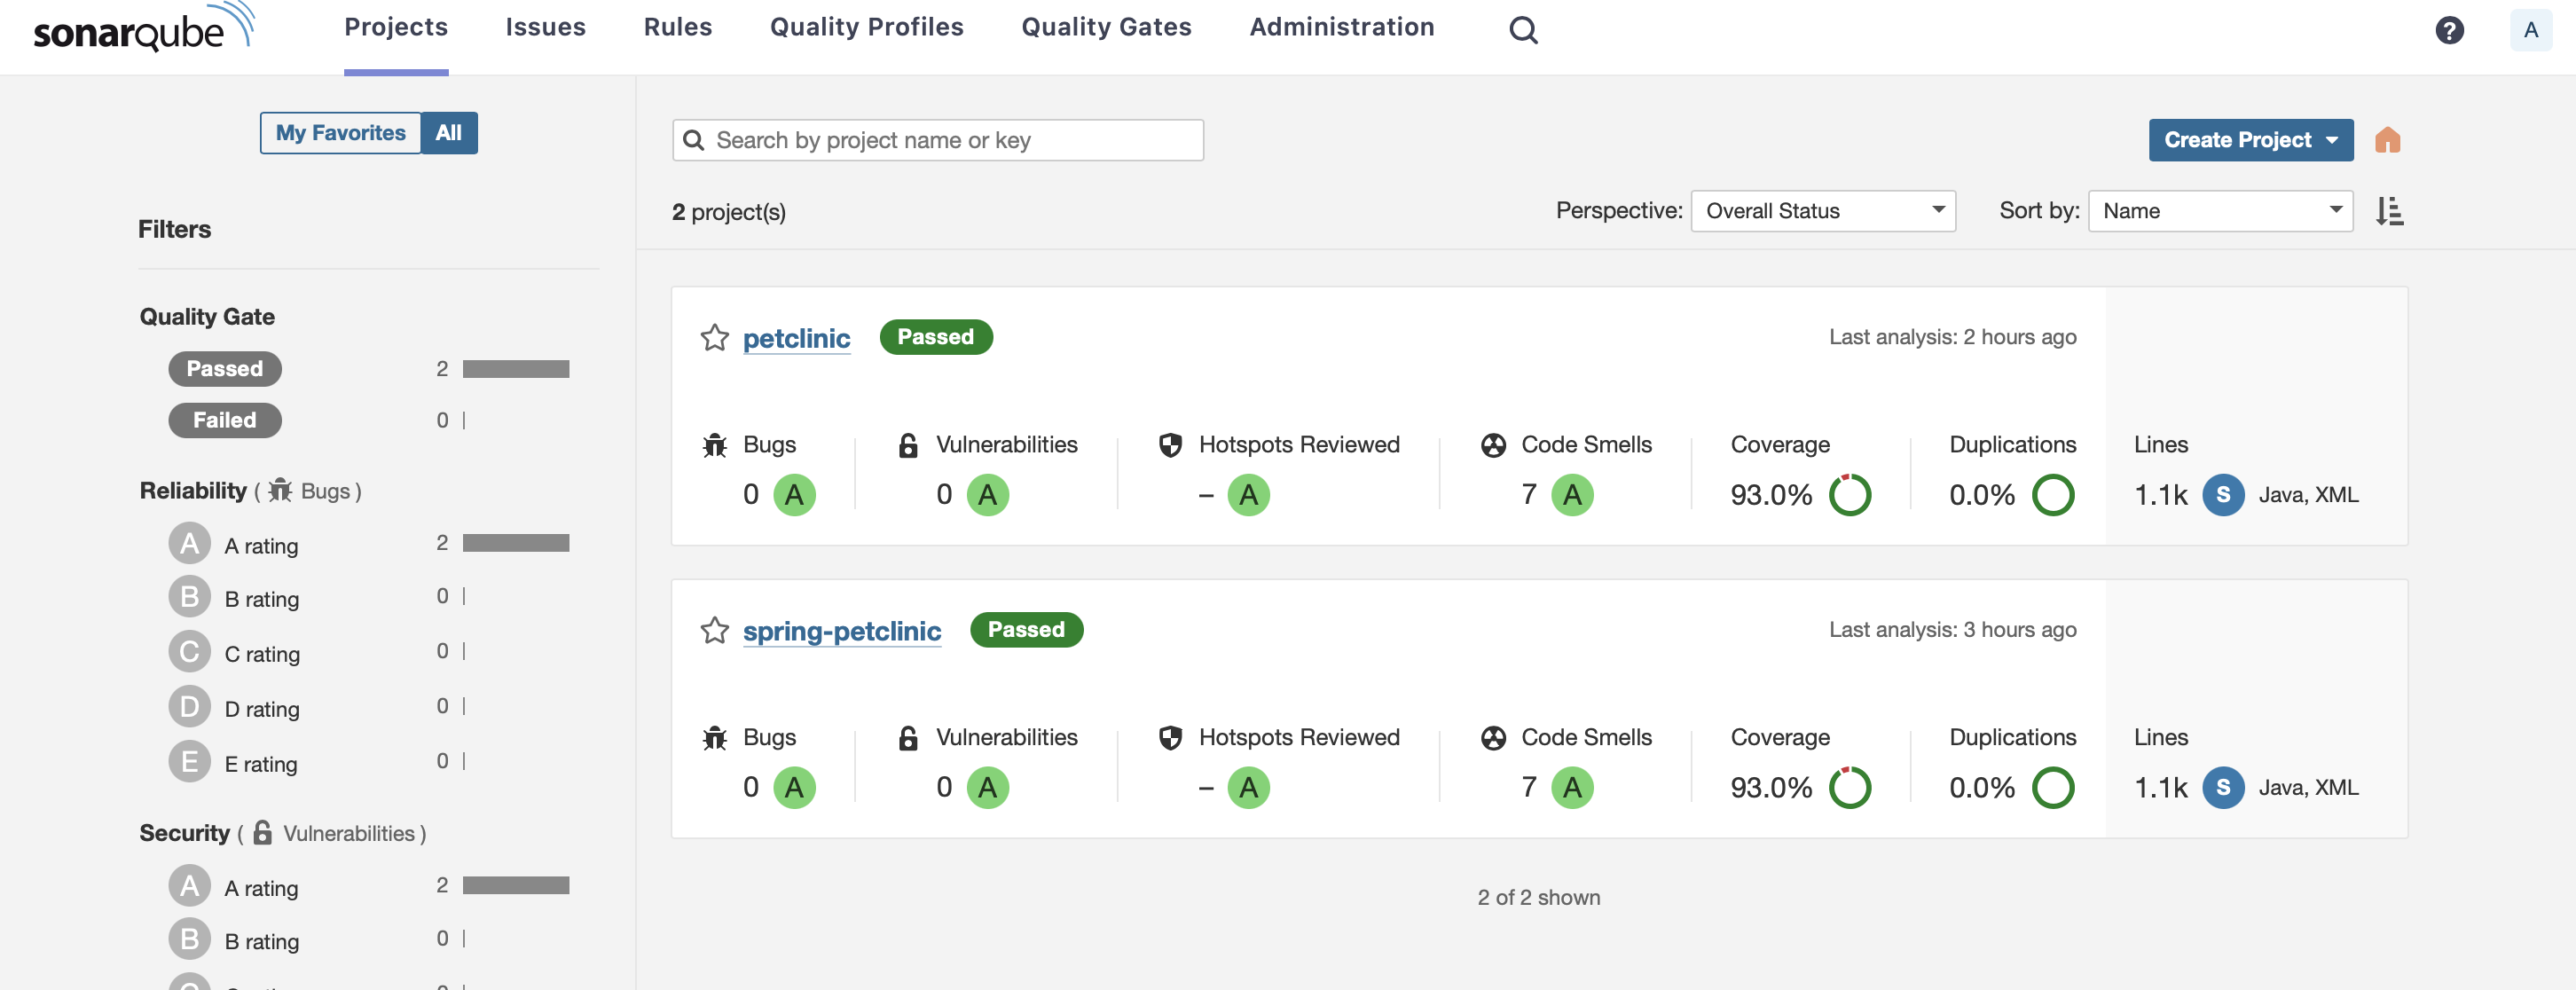 sonarqube Projects Issues Rules Quality Profiles Quality Gates Administration ? A
My Favorites All
Filters
Quality Gate
Passed 2
Failed 0
Reliability ( Bugs )
A A rating 2
B B rating 0
C C rating 0
D D rating 0
E E rating 0
Security ( Vulnerabilities )
A A rating 2
B B rating 0
Search by project name or key
Create Project
2 project(s)
Perspective: Overall Status
Sort by: Name
petclinic Passed Last analysis: 2 hours ago
Bugs Vulnerabilities Hotspots Reviewed Code Smells Coverage Duplications Lines
0 A 0 A – A 7 A 93.0% 0.0% 1.1k S Java, XML
spring-petclinic Passed Last analysis: 3 hours ago
Bugs Vulnerabilities Hotspots Reviewed Code Smells Coverage Duplications Lines
0 A 0 A – A 7 A 93.0% 0.0% 1.1k S Java, XML
2 of 2 shown